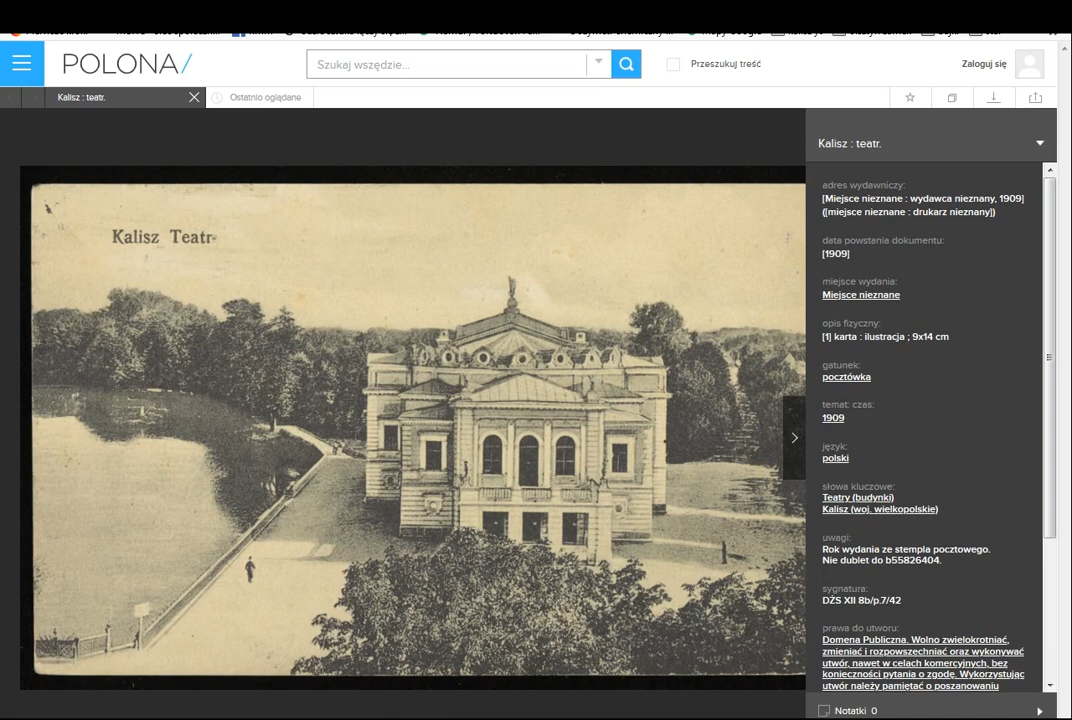 POLONA/
Szukaj wszędzie...
Przeszukuj treść
Zaloguj się
Kalisz : teatr.
Ostatnio oglądane
Kalisz Teatr
Kalisz : teatr.
adres wydawniczy:
[Miejsce nieznane : wydawca nieznany, 1909]
([miejsce nieznane : drukarz nieznany])
data powstania dokumentu:
[1909]
miejsce wydania:
Miejsce nieznane
opis fizyczny:
[1] karta : ilustracja ; 9x14 cm
gatunek:
pocztówka
temat: czas:
1909
język:
polski
słowa kluczowe:
Teatry (budynki)
Kalisz (woj. wielkopolskie)
uwagi:
Rok wydania ze stempla pocztowego.
Nie dublet do b55826404.
sygnatura:
DŻS XII 8b/p.7/42
prawa do utworu:
Domena Publiczna. Wolno zwielokrotniać,
zmieniać i rozpowszechniać oraz wykonywać
utwór, nawet w celach komercyjnych, bez
konieczności pytania o zgodę. Wykorzystując
utwór należy pamiętać o poszanowaniu
Notatki 0